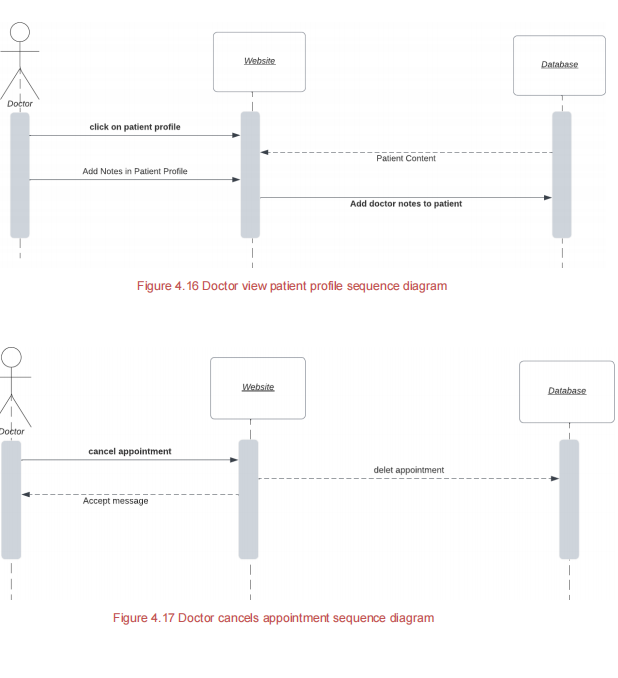 Website
Database
Doctor
click on patient profile
Patient Content
Add Notes in Patient Profile
Add doctor notes to patient
Figure 4.16 Doctor view patient profile sequence diagram
Website
Database
Doctor
cancel appointment
delet appointment
Accept message
Figure 4.17 Doctor cancels appointment sequence diagram